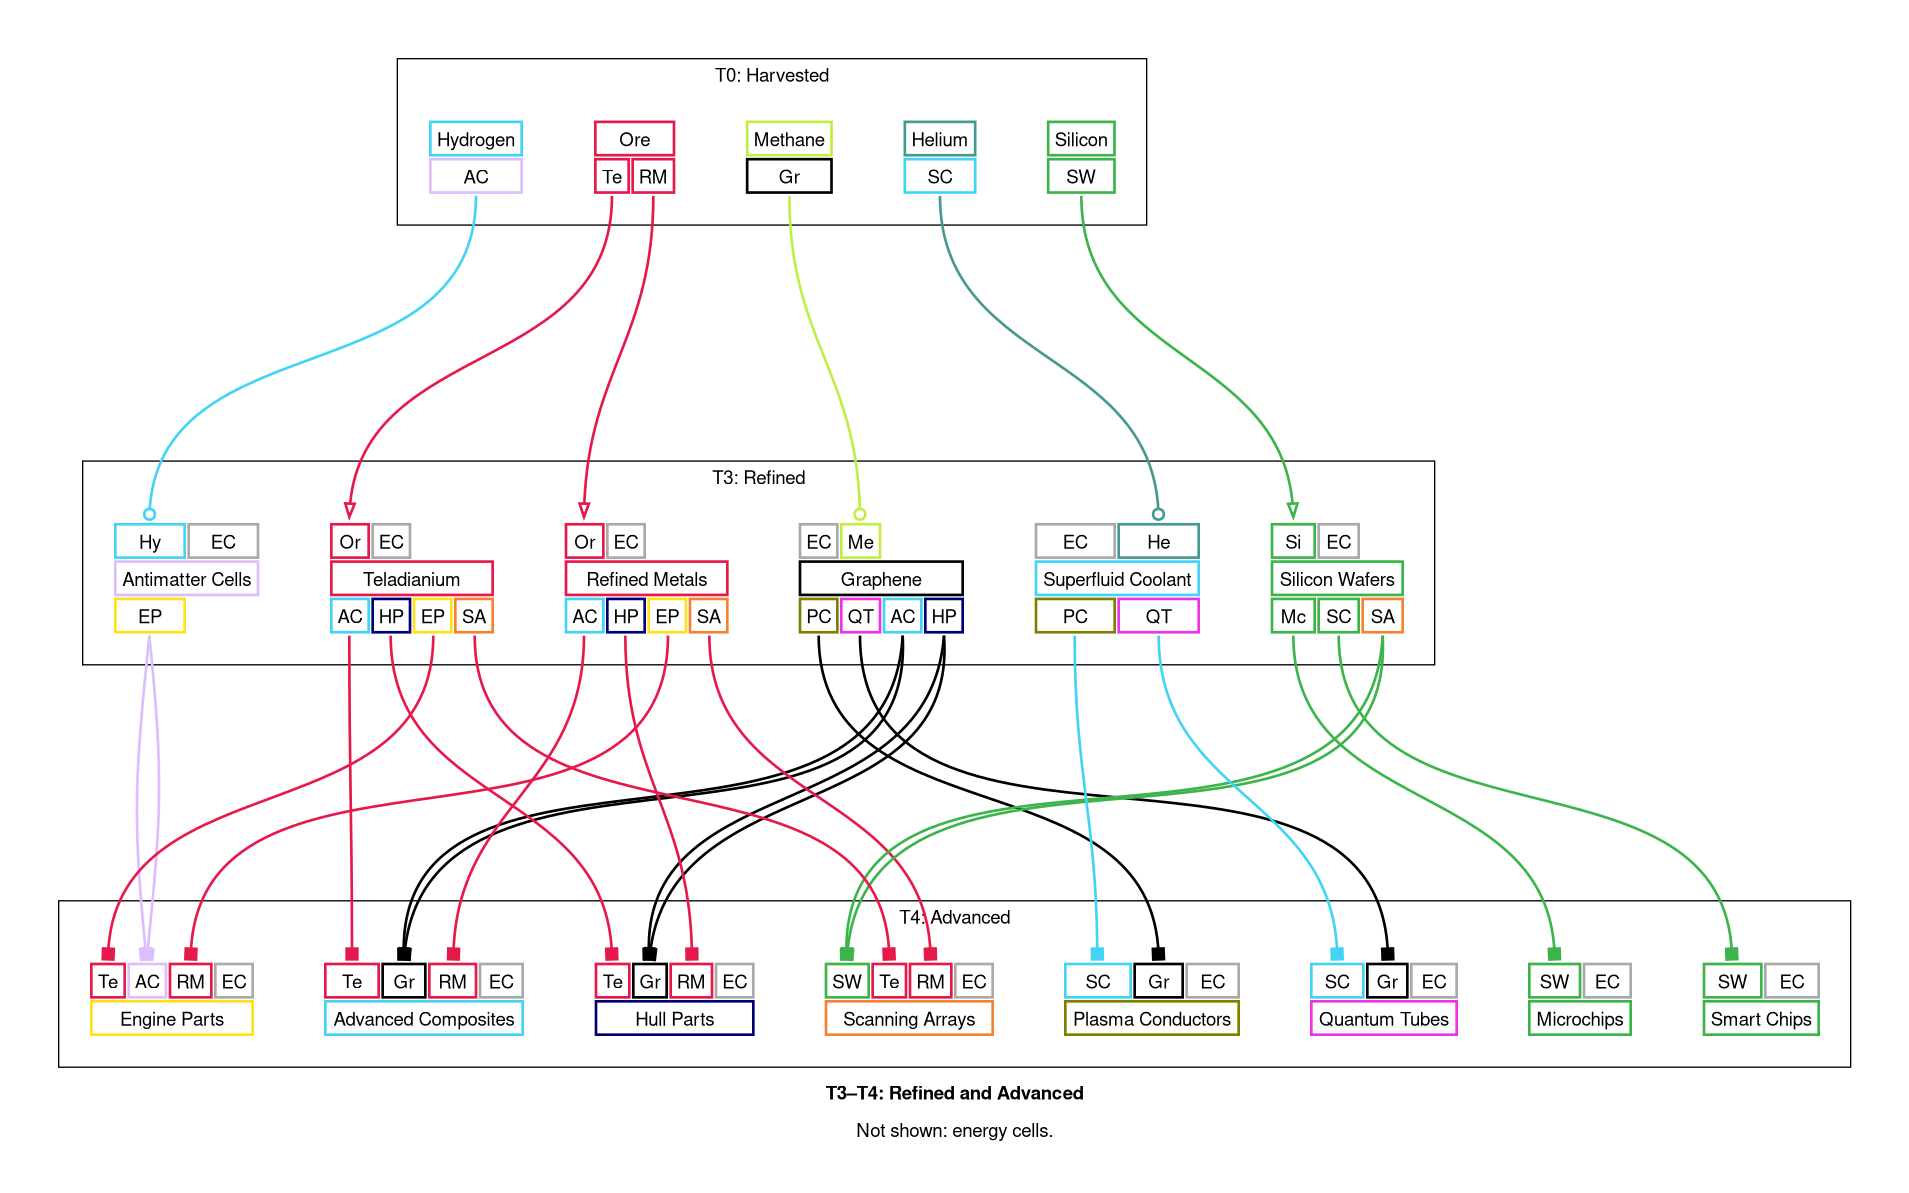 T0: Harvested
Hydrogen Ore Methane Helium Silicon
AC Te RM Gr SC SW
T3: Refined
Hy EC Or EC Or EC EC Me EC He Si EC
Antimatter Cells Teladianium Refined Metals Graphene Superfluid Coolant Silicon Wafers
EP AC HP EP SA AC HP EP SA PC QT AC HP PC QT Mc SC SA
T4: Advanced
Te AC RM EC Te Gr RM EC Te Gr RM EC SW Te RM EC SC Gr EC SC Gr EC SW EC SW EC
Engine Parts Advanced Composites Hull Parts Scanning Arrays Plasma Conductors Quantum Tubes Microchips Smart Chips
T3–T4: Refined and Advanced
Not shown: energy cells.